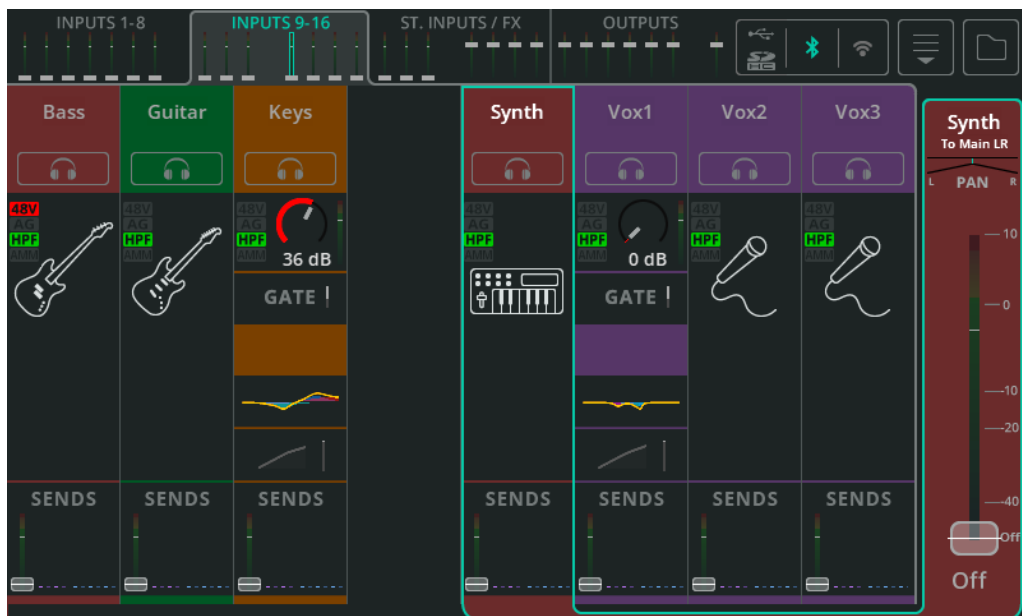 INPUTS 1-8
INPUTS 9-16
ST. INPUTS / FX
OUTPUTS
Bass
Guitar
Keys
Synth
Vox1
Vox2
Vox3
Synth
To Main LR
L PAN R
48V
AG
HPF
AMM
48V
AG
HPF
AMM
48V
AG
HPF
AMM
36 dB
48V
AG
HPF
AMM
48V
AG
HPF
AMM
0 dB
48V
AG
HPF
AMM
48V
AG
HPF
AMM
GATE
GATE
10
0
-10
-20
-40
Off
SENDS
SENDS
SENDS
SENDS
SENDS
SENDS
SENDS
Off